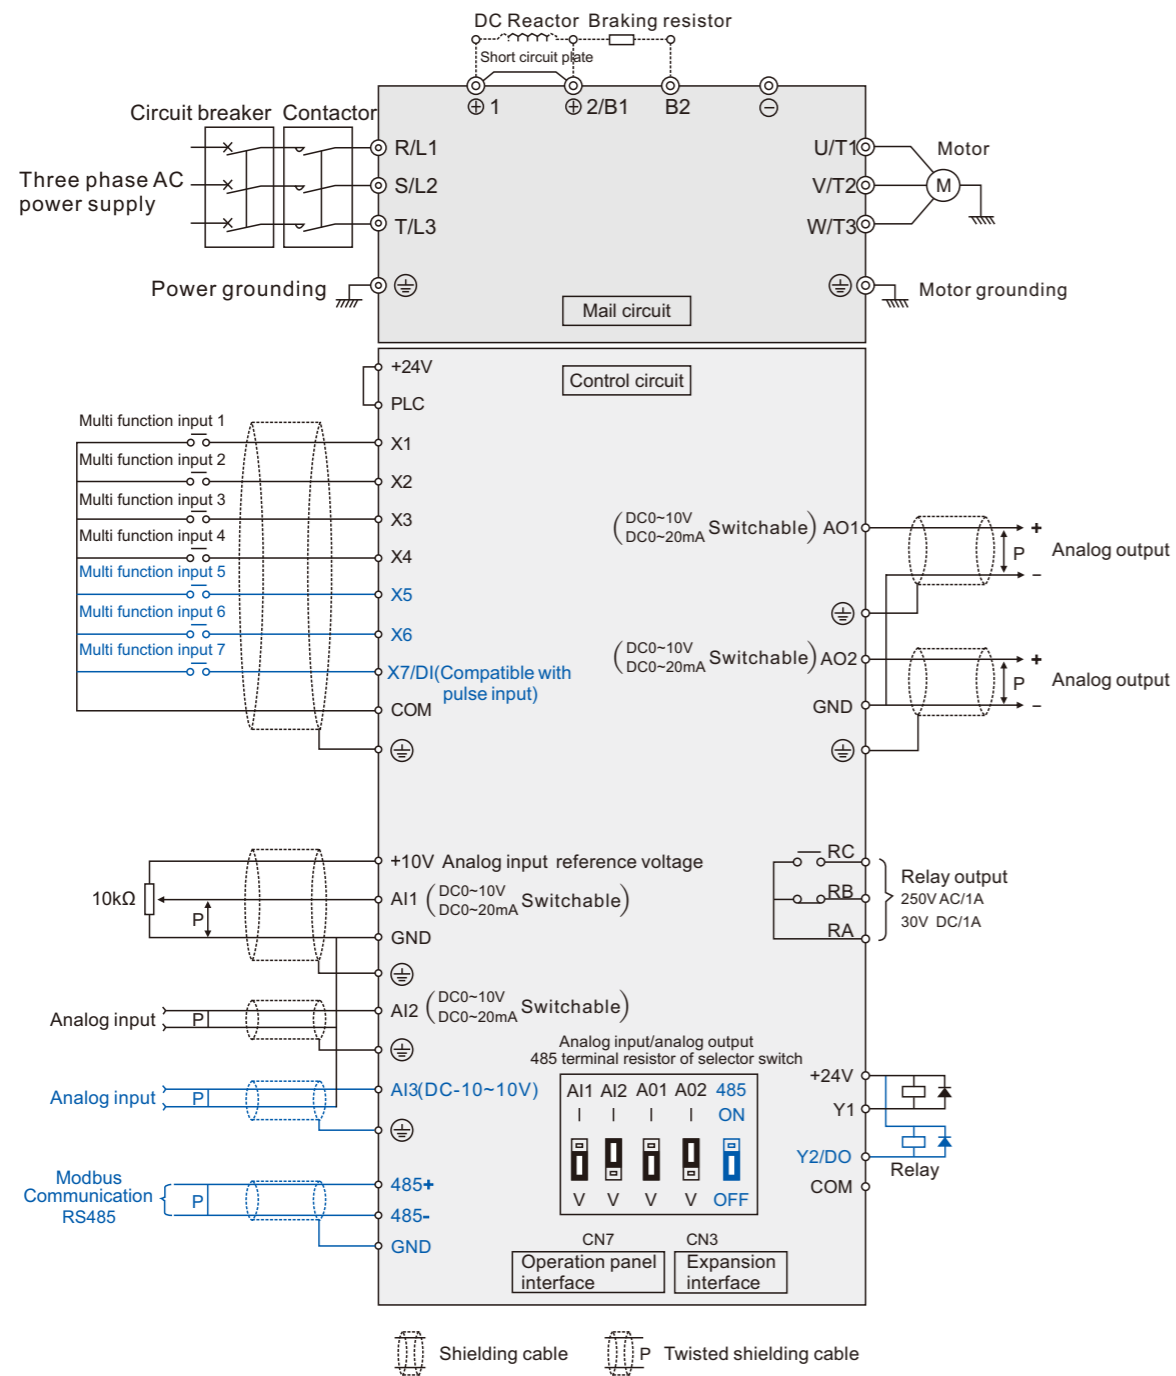 DC Reactor Braking resistor
Short circuit plate
⊕ 1
⊕ 2/B1
B2
⊖
Circuit breaker
Contactor
Three phase AC
power supply
R/L1
S/L2
T/L3
U/T1
V/T2
W/T3
Motor
M
Power grounding
Motor grounding
Mail circuit
Control circuit
+24V
PLC
Multi function input 1
X1
Multi function input 2
X2
Multi function input 3
X3
Multi function input 4
X4
Multi function input 5
X5
Multi function input 6
X6
Multi function input 7
X7/DI(Compatible with
pulse input)
COM
(DC0~10V
DC0~20mA Switchable) AO1
+
P
−
Analog output
(DC0~10V
DC0~20mA Switchable) AO2
+
P
−
Analog output
GND
+10V Analog input reference voltage
10kΩ
P
AI1 (DC0~10V
DC0~20mA Switchable)
GND
AI2 (DC0~10V
DC0~20mA Switchable)
Analog input
P
AI3(DC-10~10V)
Analog input
P
Modbus
Communication
RS485
P
485+
485-
GND
RC
RB
RA
Relay output
250V AC/1A
30V DC/1A
Analog input/analog output
485 terminal resistor of selector switch
AI1 AI2 A01 A02 485
I I I I ON
V V V V OFF
+24V
Y1
Y2/DO
Relay
COM
CN7
Operation panel
interface
CN3
Expansion
interface
Shielding cable
P Twisted shielding cable